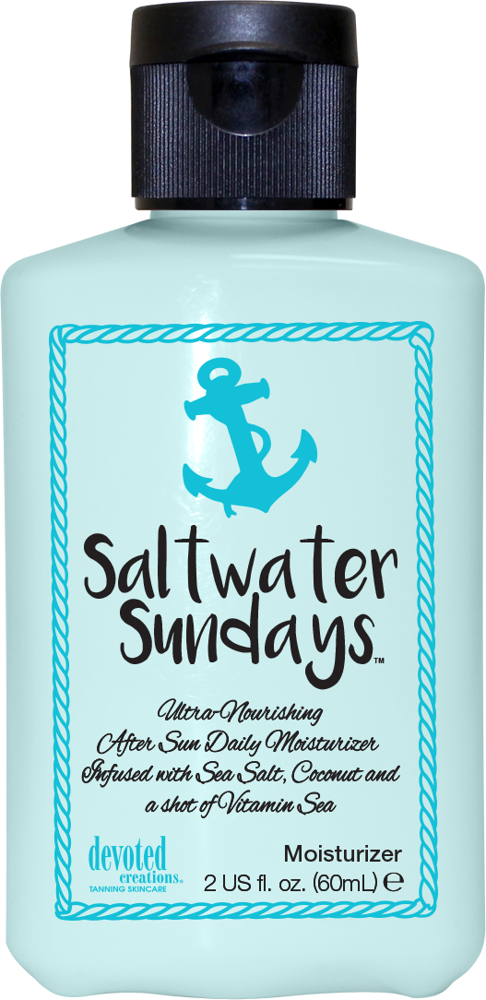 Saltwater
Sundays™
Ultra-Nourishing
After Sun Daily Moisturizer
Infused with Sea Salt, Coconut and
a shot of Vitamin Sea
devoted
creations®
TANNING SKINCARE
Moisturizer
2 US fl. oz. (60mL) ℮